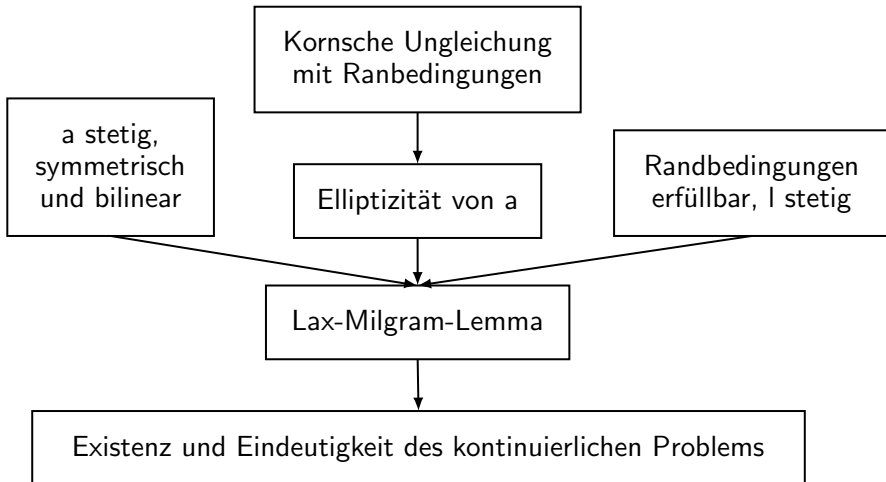 Kornsche Ungleichung
mit Ranbedingungen
a stetig,
symmetrisch
und bilinear
Elliptizität von a
Randbedingungen
erfüllbar, l stetig
Lax-Milgram-Lemma
Existenz und Eindeutigkeit des kontinuierlichen Problems